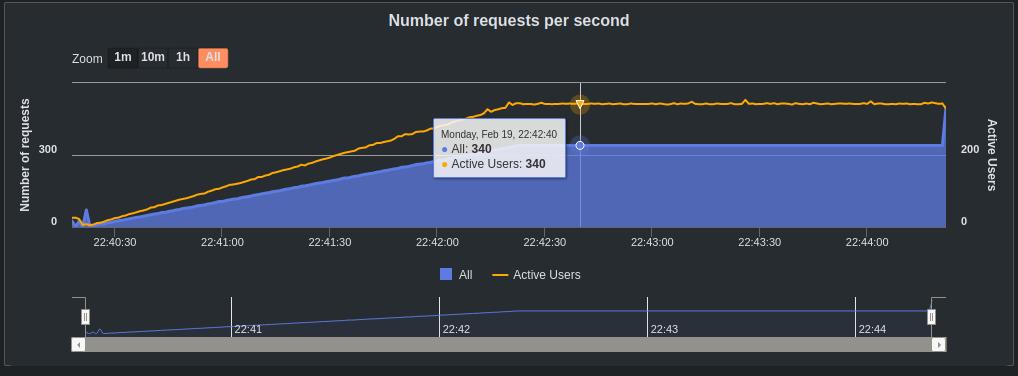 Number of requests per second
Zoom 1m 10m 1h All
Number of requests
300
0
Monday, Feb 19, 22:42:40
All: 340
Active Users: 340
Active Users
200
0
22:40:30 22:41:00 22:41:30 22:42:00 22:42:30 22:43:00 22:43:30 22:44:00
All Active Users
22:41 22:42 22:43 22:44